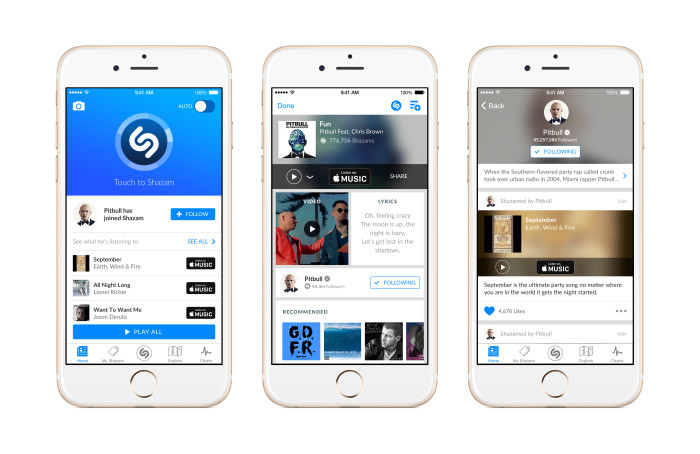 9:41 AM
100%
AUTO
Touch to Shazam
Pitbull has
joined Shazam
+ FOLLOW
See what he's listening to
SEE ALL
September
Earth, Wind & Fire
Listen on
MUSIC
All Night Long
Lionel Richie
Listen on
MUSIC
Want To Want Me
Jason Derulo
Listen on
MUSIC
PLAY ALL
Home
My Shazam
Explore
Charts
9:41 AM
100%
Done
PITBULL
Fun
Pitbull Feat. Chris Brown
776,756 Shazams
Listen on
MUSIC
SHARE
VIDEO
LYRICS
Oh, feeling crazy
The moon is up, the
night is hazy,
Let's get lost in the
shadows,
Pitbull
45.2m Followers
FOLLOWING
RECOMMENDED
G.D.
F.R.
9:41 AM
100%
Back
Pitbull
45,257,984 Followers
FOLLOWING
When the Southern-flavored party rap called crunk
took over urban radio in 2004, Miami rapper Pitbull...
Shazamed by Pitbull
September
Earth, Wind & Fire
Listen on
MUSIC
September is the ultimate party song no matter where
you are in the world it gets the night started.
4,678 Likes
Shazamed by Pitbull
Home
My Shazam
Explore
Charts